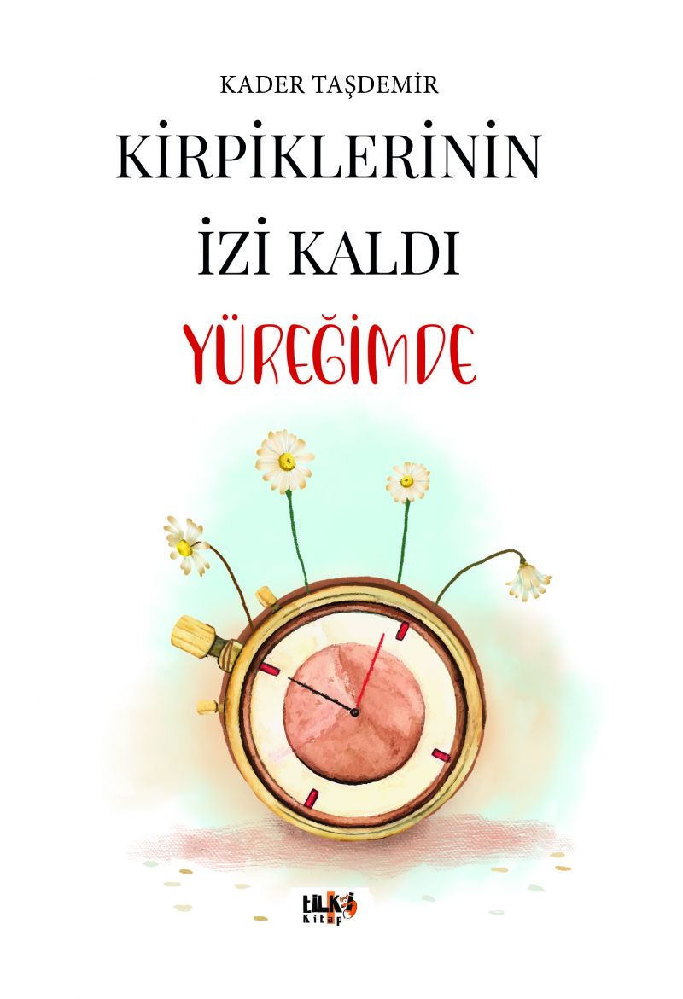 KADER TAŞDEMİR
KİRPİKLERİNİN
İZİ KALDI
YÜREĞİMDE
tiLKi
Kitap